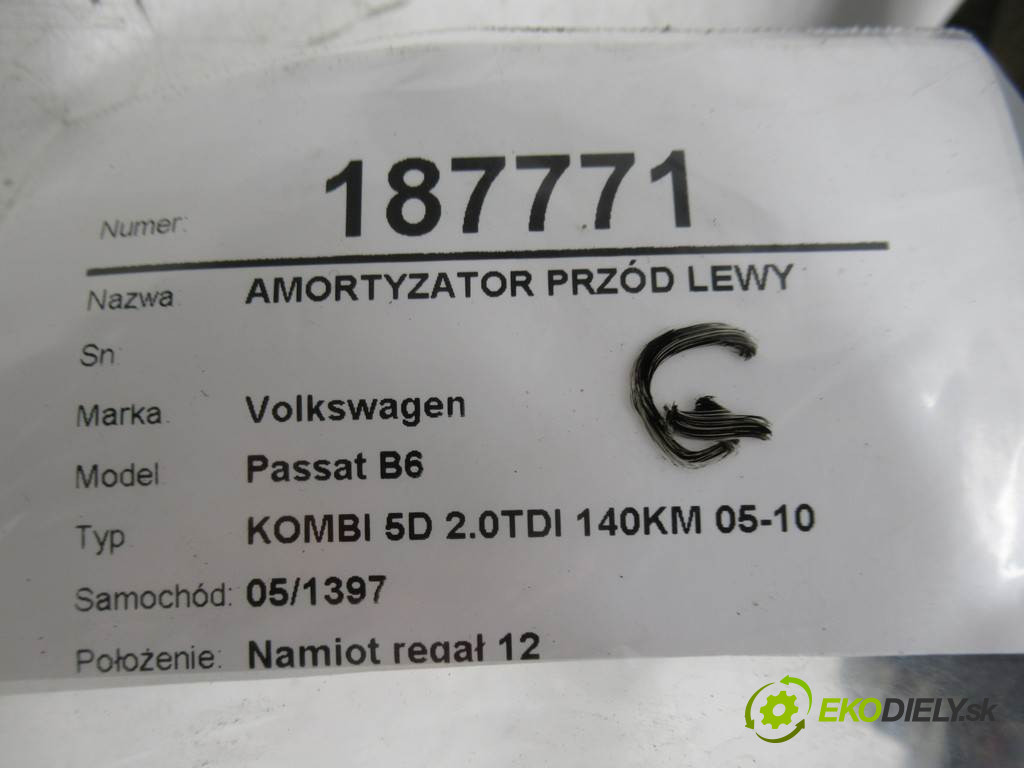 Numer: 187771
Nazwa AMORTYZATOR PRZÓD LEWY
Sn
G
Marka Volkswagen
Model Passat B6
Typ KOMBI 5D 2.0TDI 140KM 05-10
Samochód: 05/1397
Położenie: Namiot regał 12
EKODIELY.sk